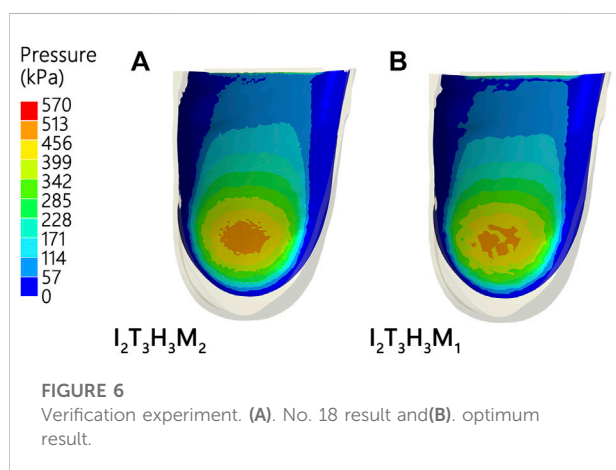 Pressure
(kPa)
A
B
570
513
456
399
342
285
228
171
114
57
0
I₂T₃H₃M₂
I₂T₃H₃M₁
FIGURE 6
Verification experiment. (A). No. 18 result and(B). optimum
result.